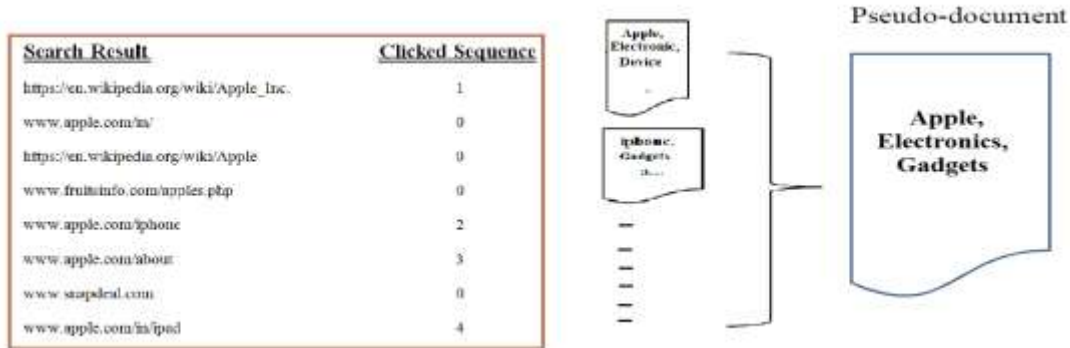 Pseudo-document
Search Result Clicked Sequence
https://en.wikipedia.org/wiki/Apple_Inc. 1
www.apple.com/in/ 0
https://en.wikipedia.org/wiki/Apple 0
www.fruitsinfo.com/apples.php 0
www.apple.com/iphone 2
www.apple.com/about 3
www.snapdeal.com 0
www.apple.com/in/ipad 4
Apple,
Electronic,
Device
Iphone,
Gadgets
Apple,
Electronics,
Gadgets